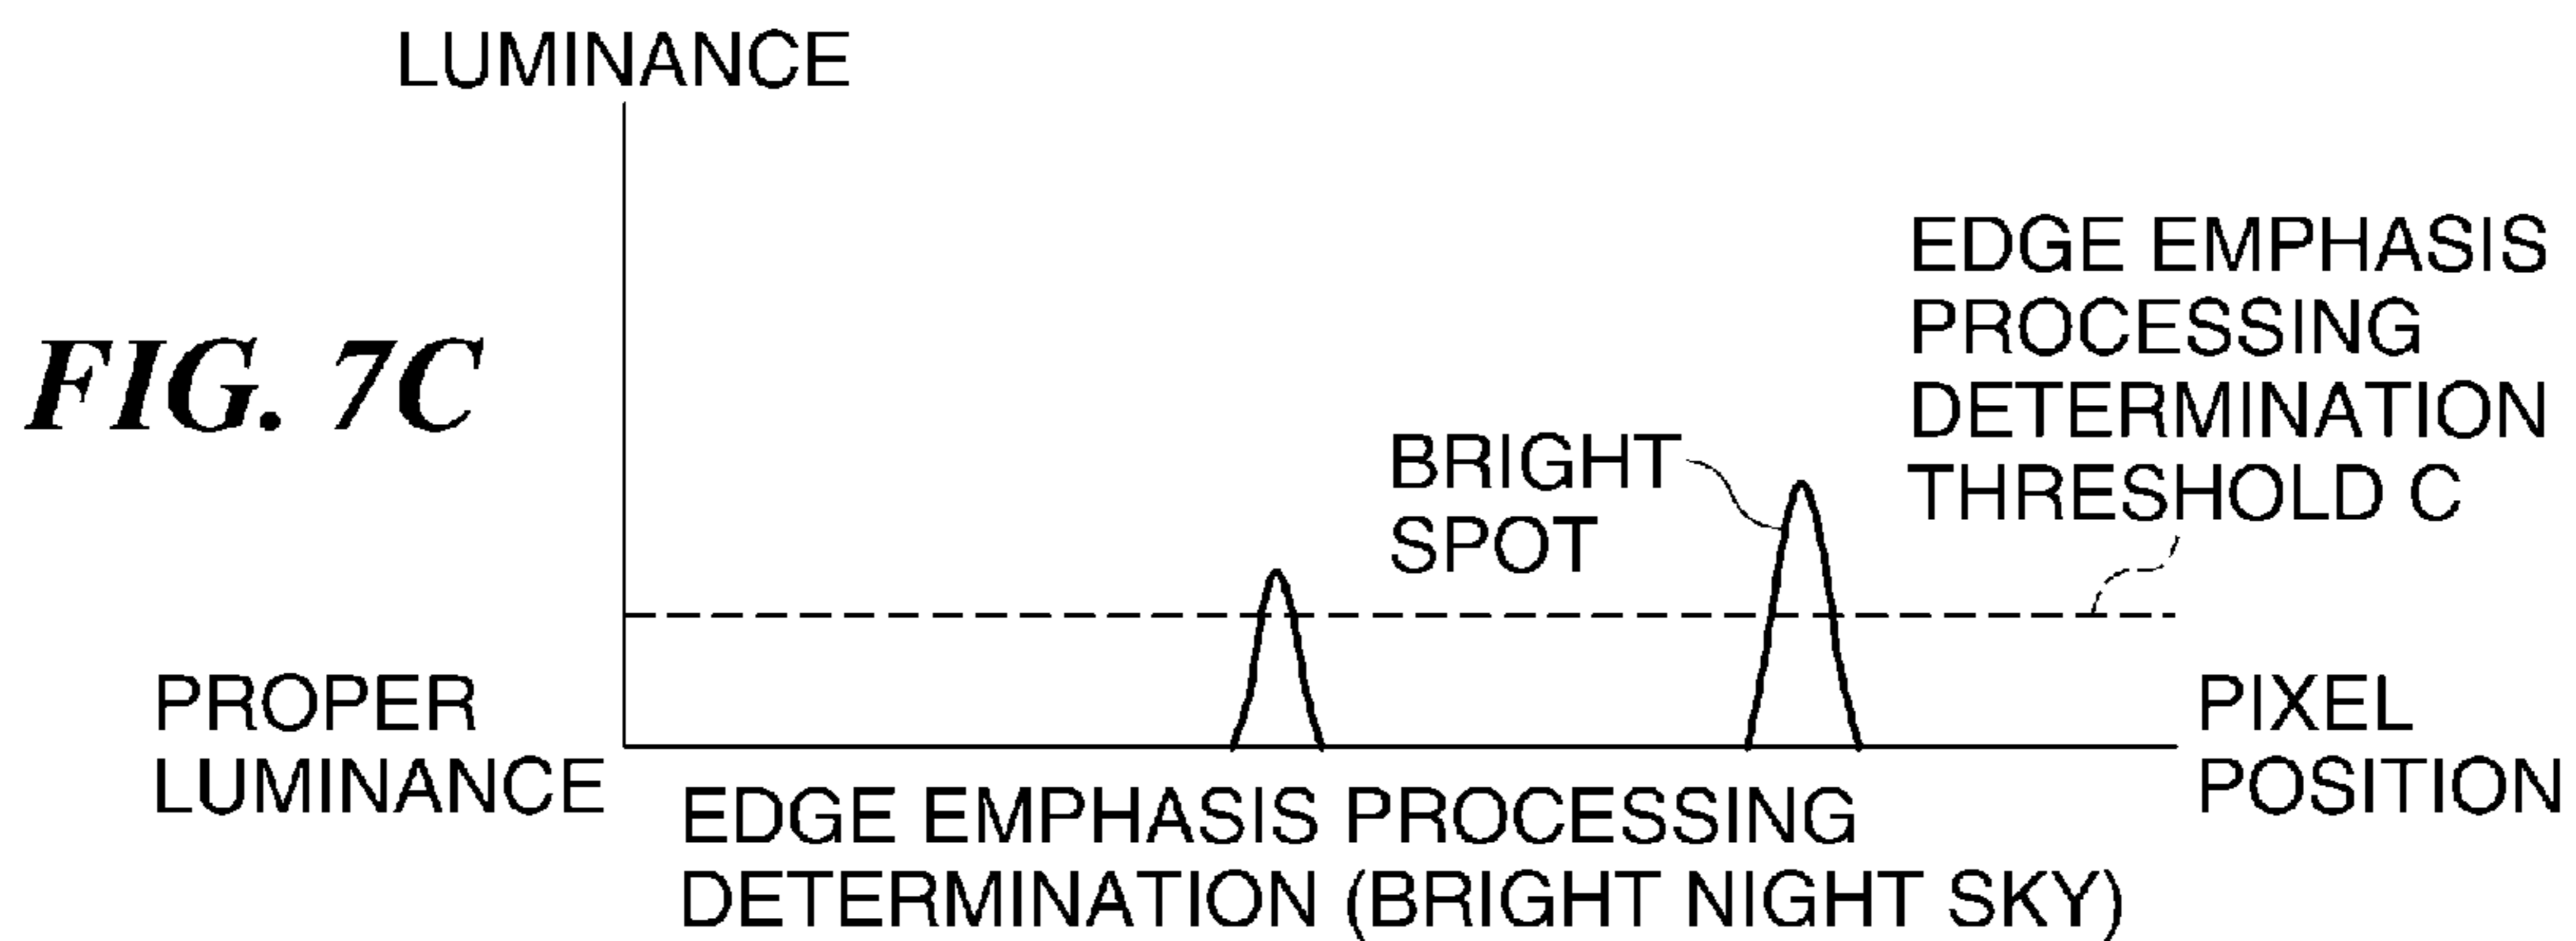 LUMINANCE
FIG. 7C
EDGE EMPHASIS
PROCESSING
DETERMINATION
THRESHOLD C
BRIGHT
SPOT
PROPER
LUMINANCE
PIXEL
POSITION
EDGE EMPHASIS PROCESSING
DETERMINATION (BRIGHT NIGHT SKY)